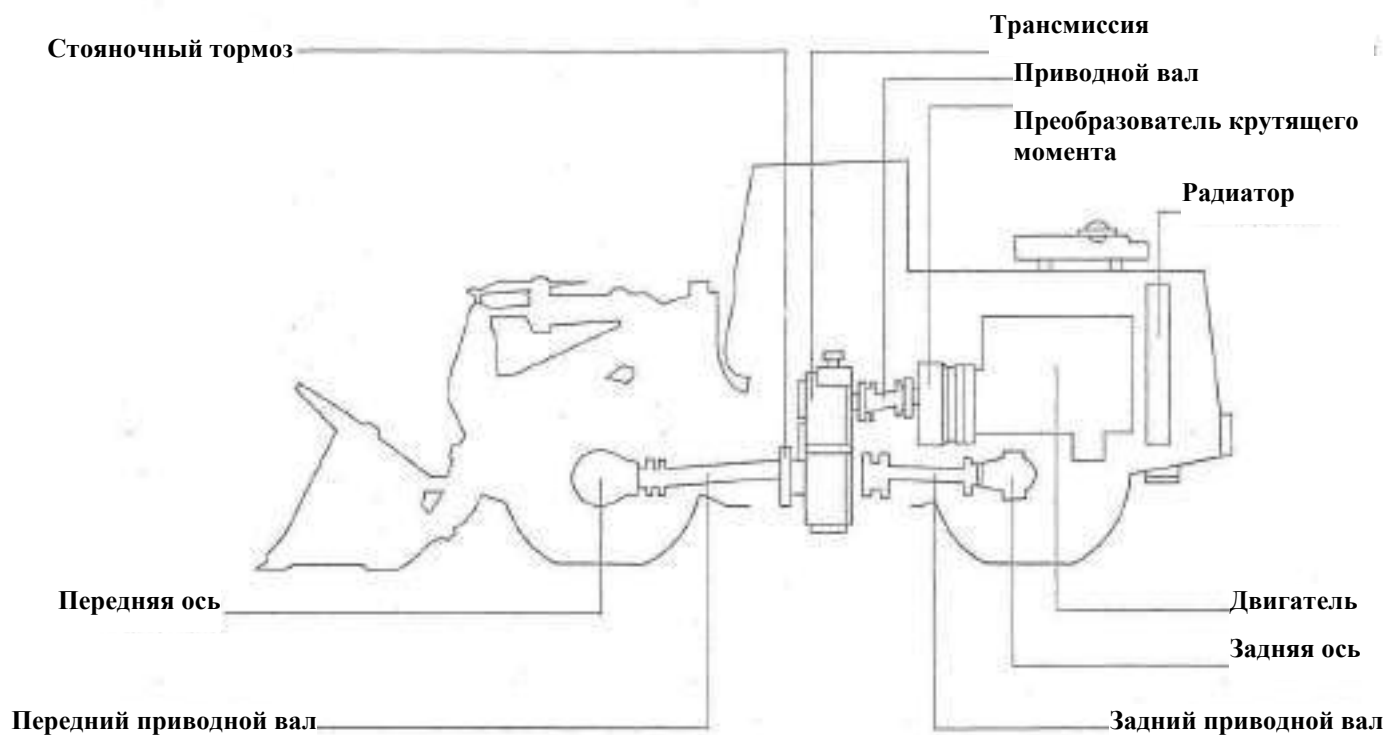 Трансмиссия
Стояночный тормоз
Приводной вал
Преобразователь крутящего
момента
Радиатор
Передняя ось
Двигатель
Задняя ось
Передний приводной вал
Задний приводной вал